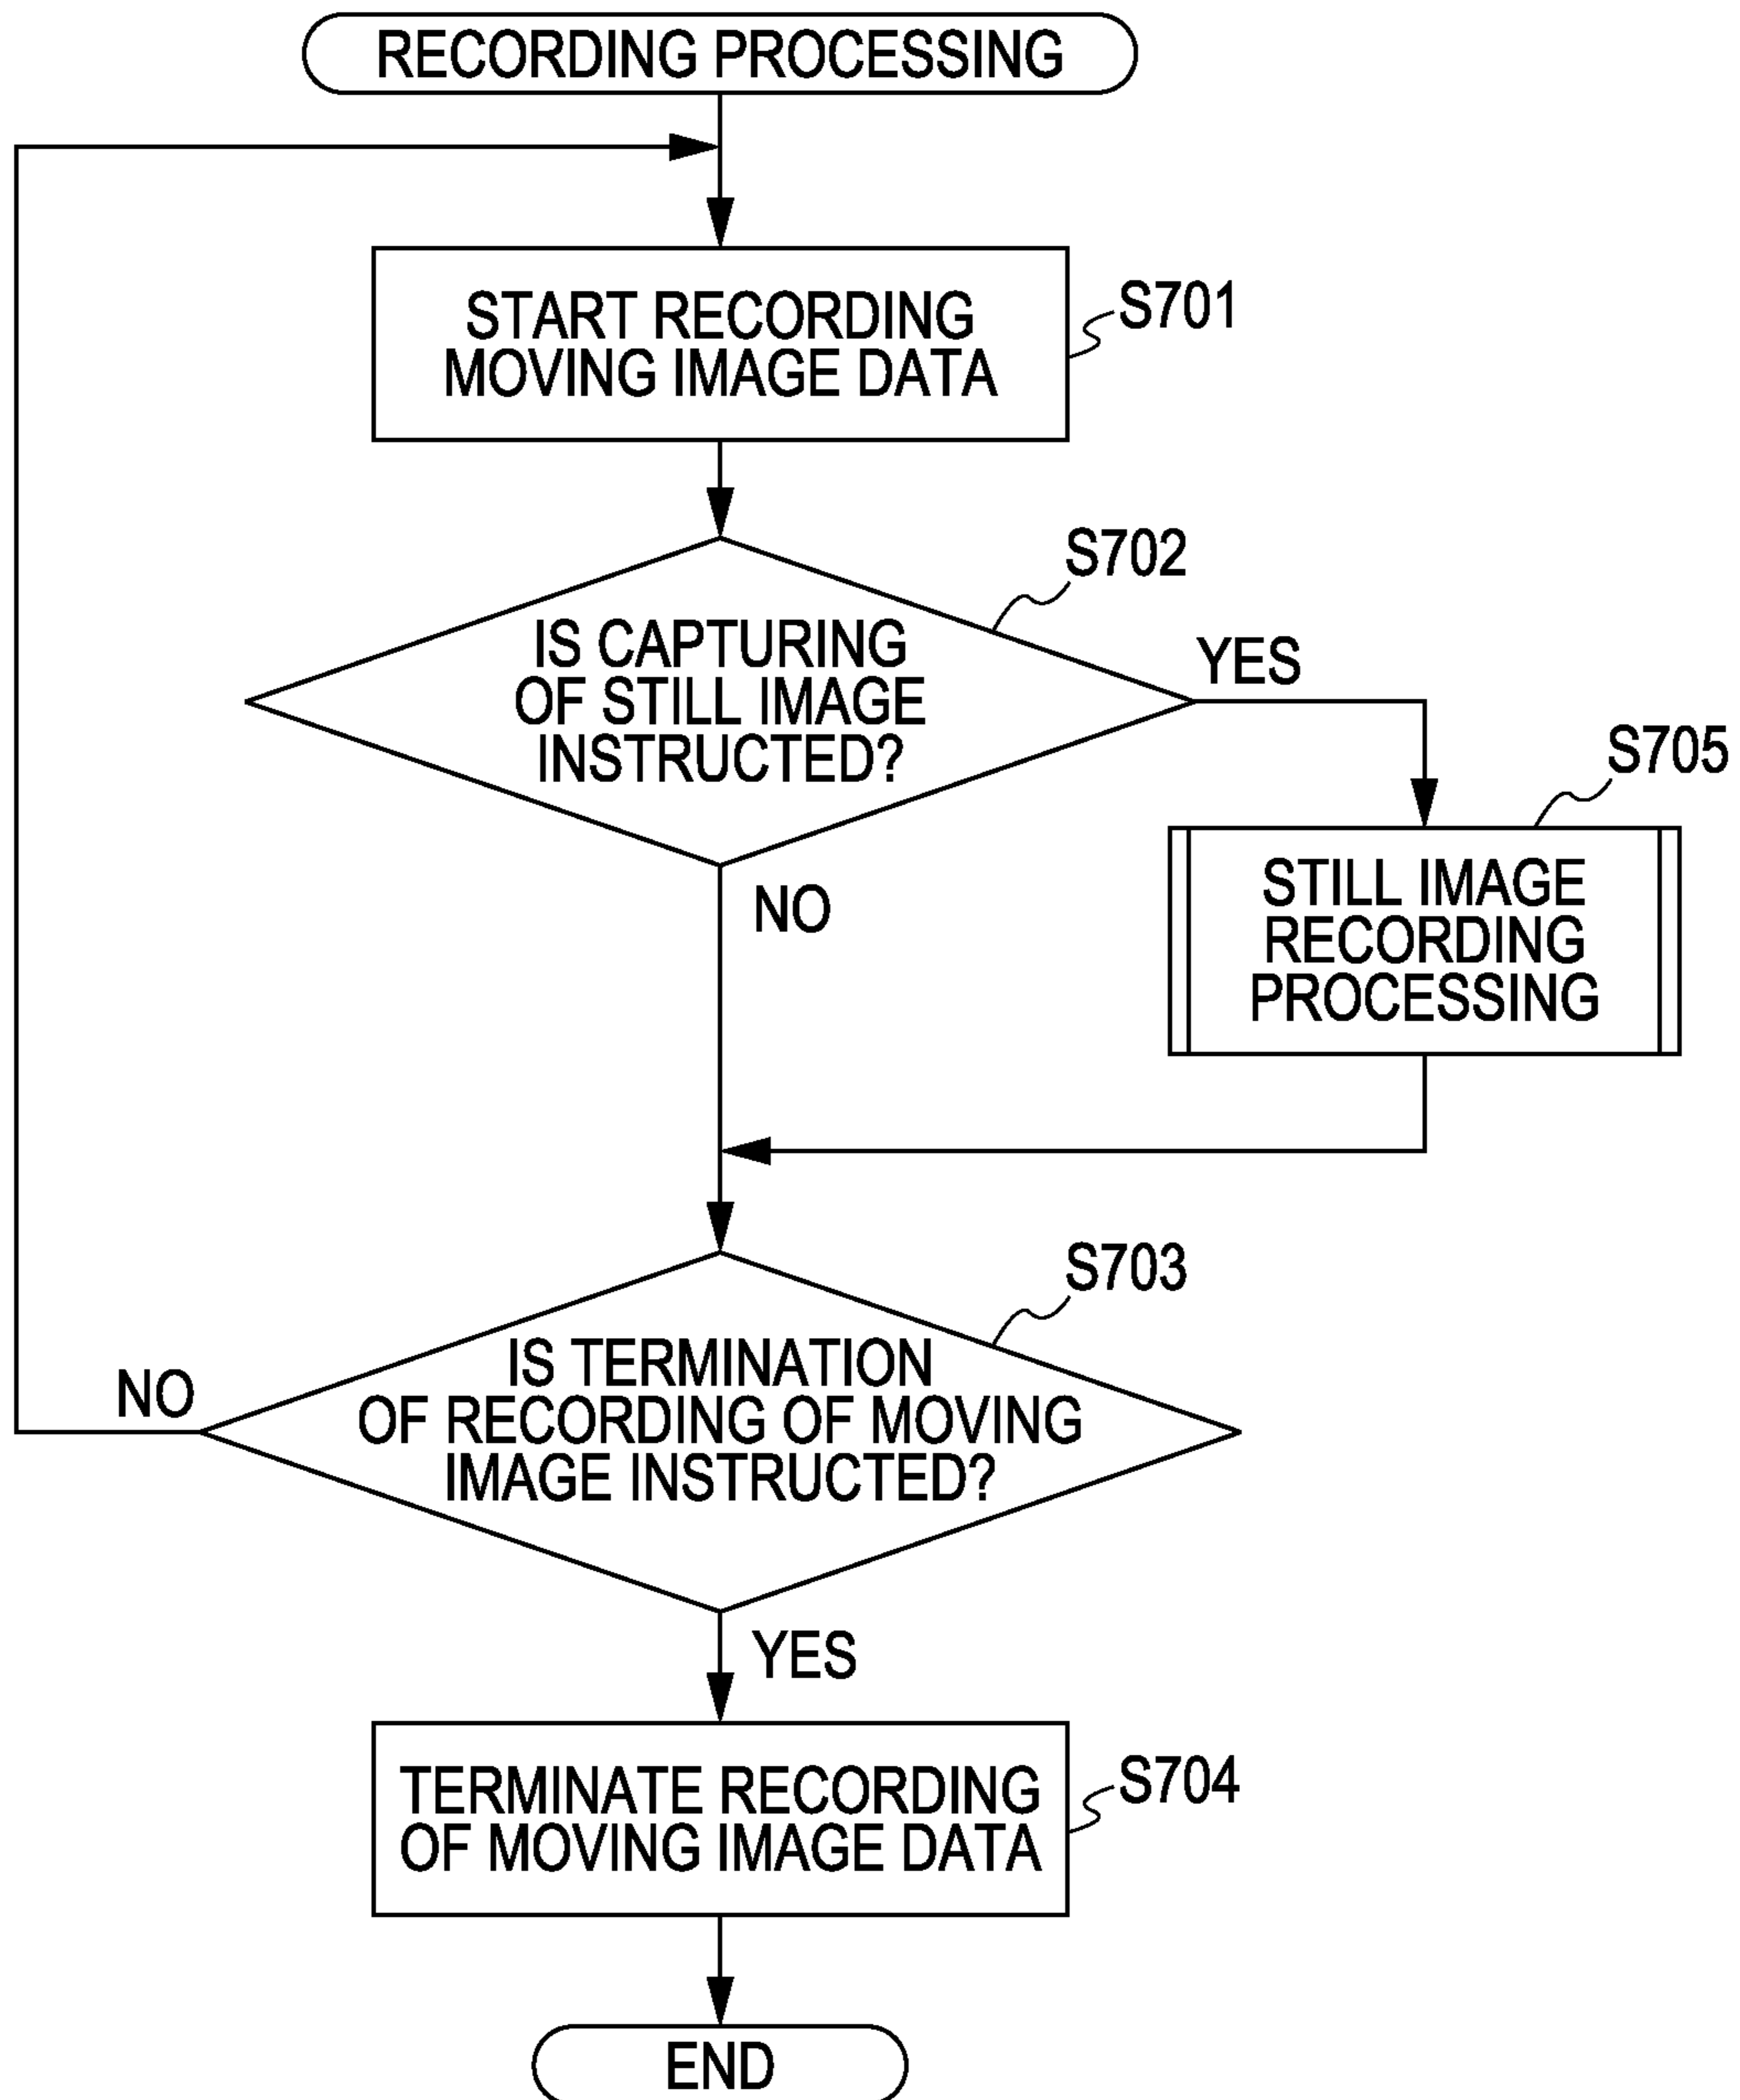 RECORDING PROCESSING
START RECORDING
MOVING IMAGE DATA
S701
IS CAPTURING
OF STILL IMAGE
INSTRUCTED?
S702
YES
NO
STILL IMAGE
RECORDING
PROCESSING
S705
IS TERMINATION
OF RECORDING OF MOVING
IMAGE INSTRUCTED?
S703
NO
YES
TERMINATE RECORDING
OF MOVING IMAGE DATA
S704
END